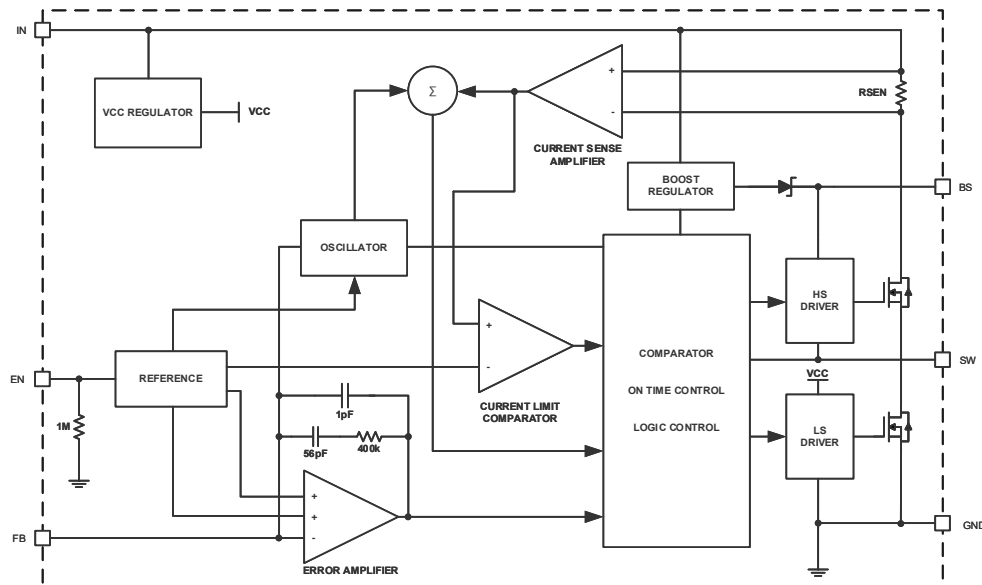 IN
VCC REGULATOR
VCC
Σ
+
-
RSEN
CURRENT SENSE
AMPLIFIER
BOOST
REGULATOR
BS
OSCILLATOR
HS
DRIVER
+
-
CURRENT LIMIT
COMPARATOR
COMPARATOR
ON TIME CONTROL
LOGIC CONTROL
SW
VCC
LS
DRIVER
EN
REFERENCE
1M
1pF
56pF
400k
+
+
-
ERROR AMPLIFIER
FB
GND